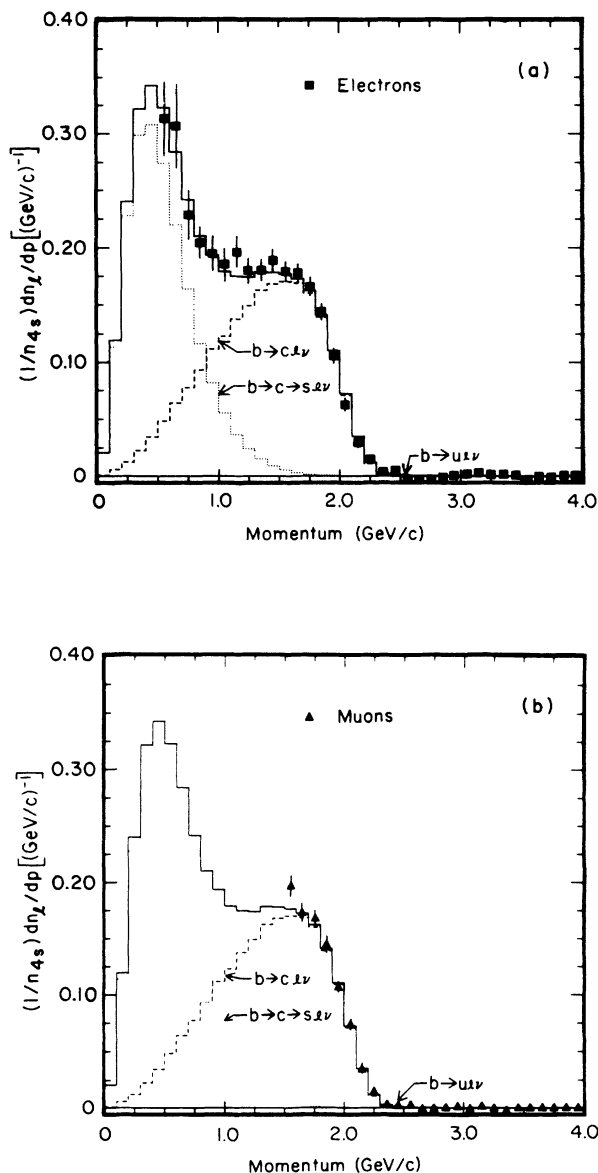 0.40
(a)
■ Electrons
0.30
(1/n4s) dnℓ/dp[(GeV/c)⁻¹]
0.20
b→cℓν
0.10
b→c→sℓν
b→uℓν
0
0 1.0 2.0 3.0 4.0
Momentum (GeV/c)
0.40
(b)
▲ Muons
0.30
(1/n4s) dnℓ/dp[(GeV/c)⁻¹]
0.20
b→cℓν
0.10
b→c→sℓν
b→uℓν
0
0 1.0 2.0 3.0 4.0
Momentum (GeV/c)